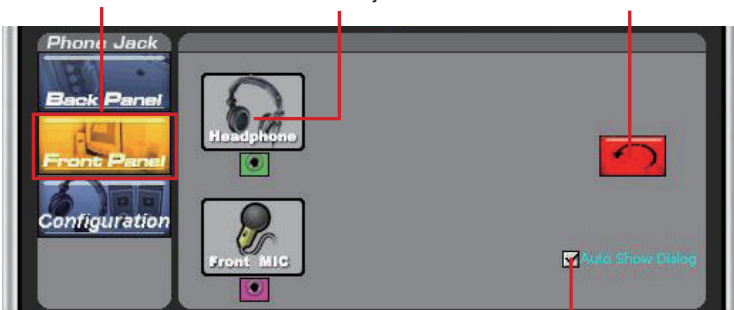 Phone Jack
Back Panel
Front Panel
Configuration
Headphone
Front MIC
Auto Show Dialog